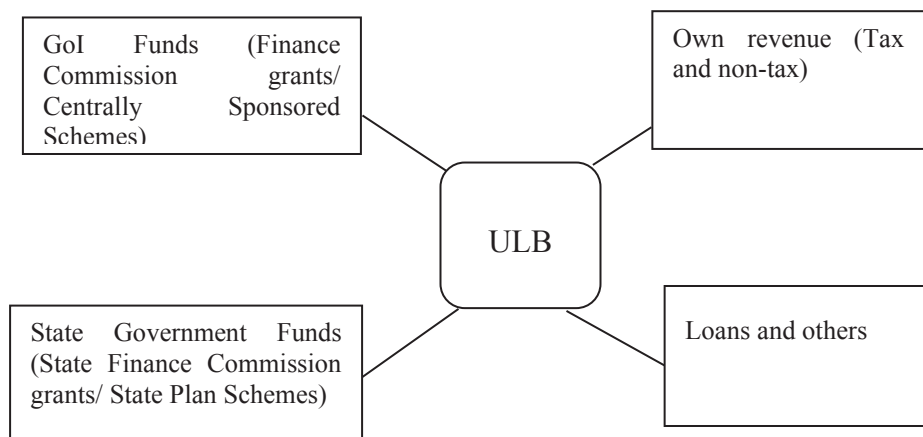 GoI Funds (Finance
Commission grants/
Centrally Sponsored
Schemes)
Own revenue (Tax
and non-tax)
ULB
State Government Funds
(State Finance Commission
grants/ State Plan Schemes)
Loans and others